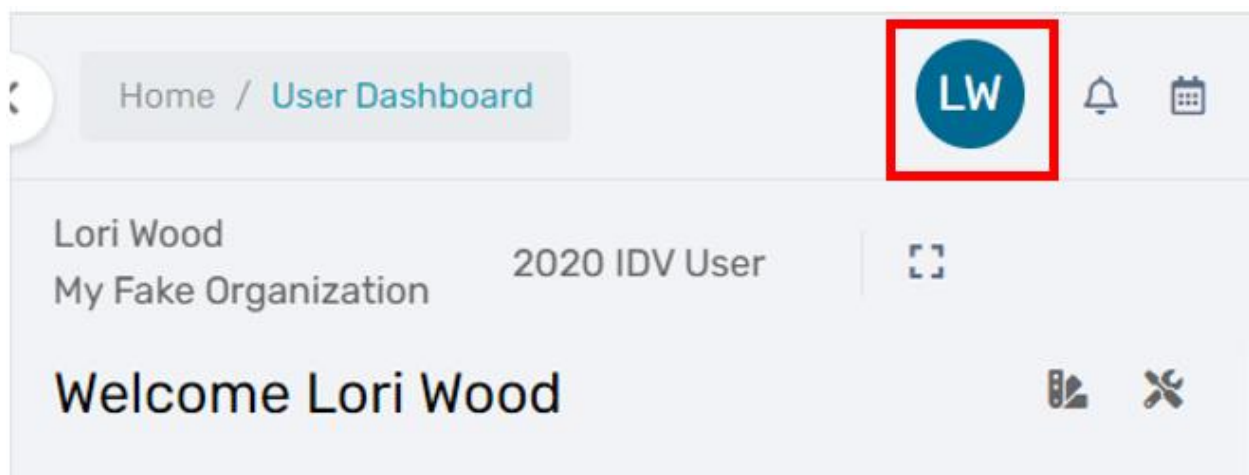 Home / User Dashboard
LW
Lori Wood
My Fake Organization
2020 IDV User
Welcome Lori Wood